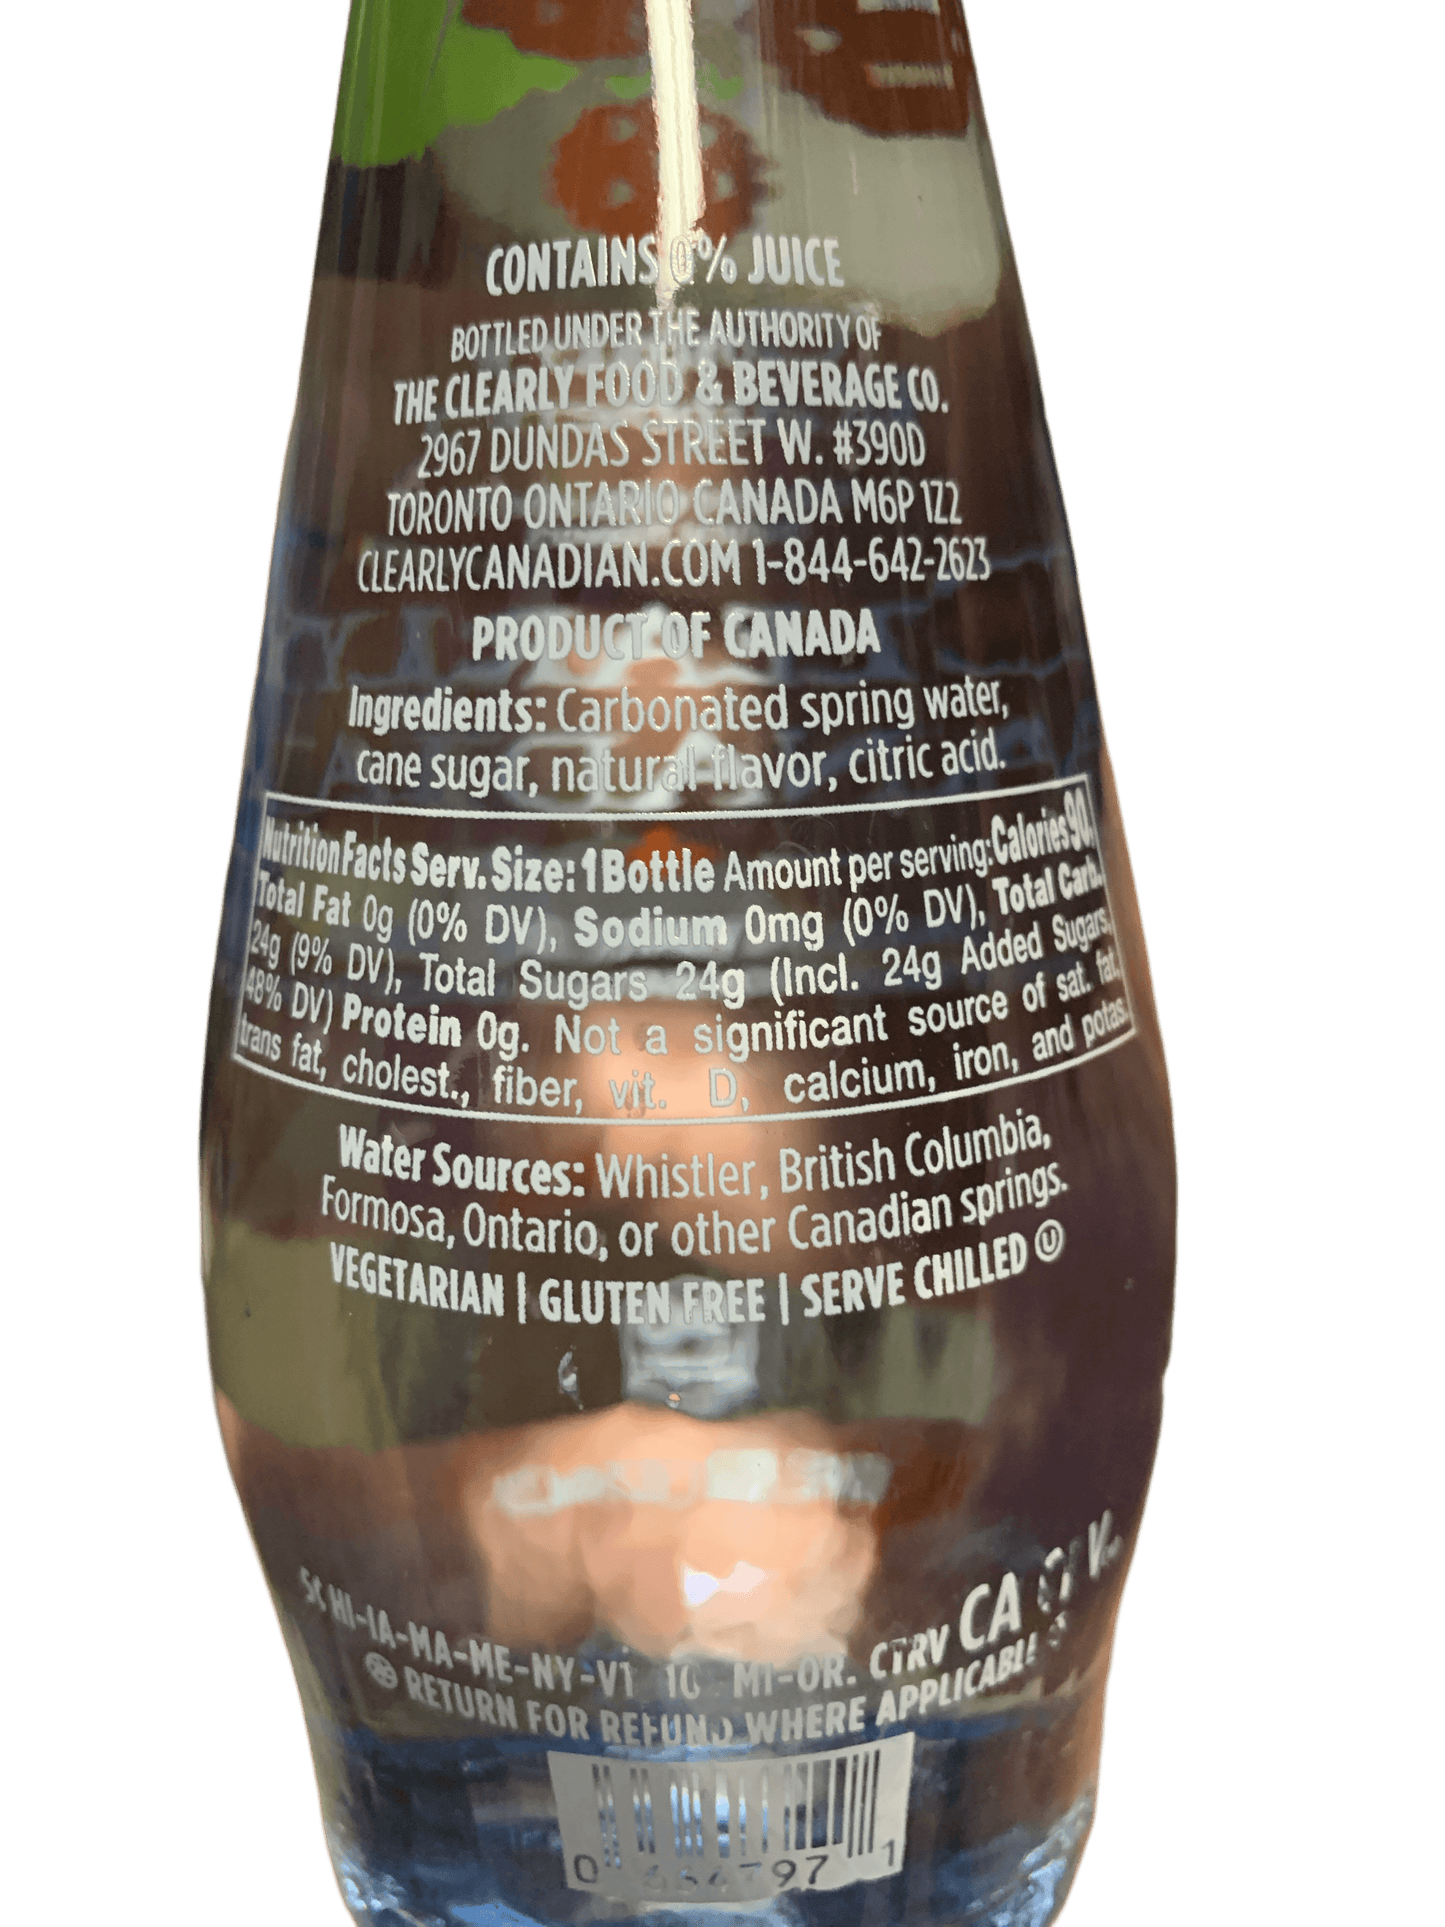 CONTAINS 0% JUICE
BOTTLED UNDER THE AUTHORITY OF
THE CLEARLY FOOD & BEVERAGE CO.
2967 DUNDAS STREET W. #390D
TORONTO ONTARIO CANADA M6P 1Z2
CLEARLYCANADIAN.COM 1-844-642-2623
PRODUCT OF CANADA
Ingredients: Carbonated spring water,
cane sugar, natural flavor, citric acid.
Nutrition Facts Serv. Size: 1 Bottle Amount per serving: Calories 90,
Total Fat 0g (0% DV), Sodium 0mg (0% DV), Total Carb.
24g (9% DV), Total Sugars 24g (Incl. 24g Added Sugars,
48% DV) Protein 0g. Not a significant source of sat. fat,
trans fat, cholest., fiber, vit. D, calcium, iron, and potas.
Water Sources: Whistler, British Columbia,
Formosa, Ontario, or other Canadian springs.
VEGETARIAN | GLUTEN FREE | SERVE CHILLED U
5¢ HI-IA-MA-ME-NY-VT 10¢ MI-OR. CTRV CA
RETURN FOR REFUND WHERE APPLICABLE